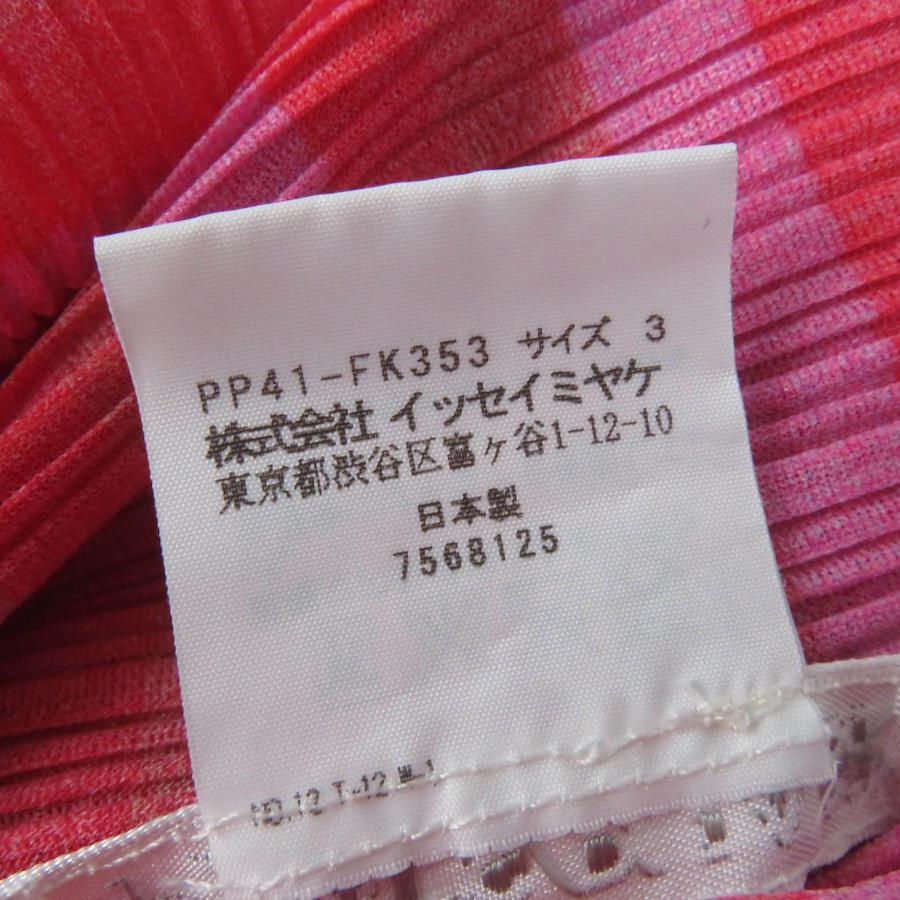 PP41-FK353 サイズ 3
株式会社 イッセイミヤケ
東京都渋谷区富ヶ谷1-12-10
日本製
7568125